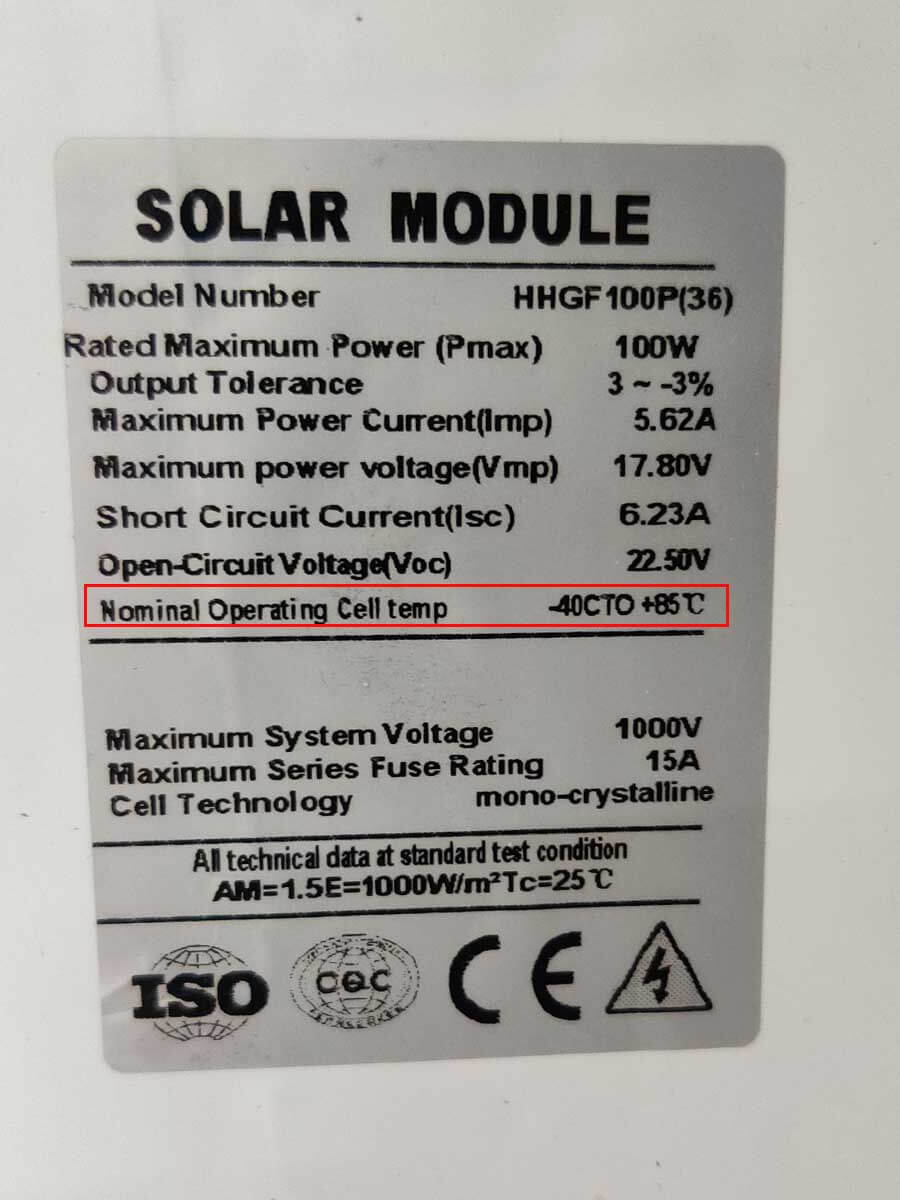 SOLAR MODULE
Model Number HHGF100P(36)
Rated Maximum Power (Pmax) 100W
Output Tolerance 3 ~ -3%
Maximum Power Current(Imp) 5.62A
Maximum power voltage(Vmp) 17.80V
Short Circuit Current(Isc) 6.23A
Open-Circuit Voltage(Voc) 22.50V
Nominal Operating Cell temp -40CTO +85℃
Maximum System Voltage 1000V
Maximum Series Fuse Rating 15A
Cell Technology mono-crystalline
All technical data at standard test condition
AM=1.5E=1000W/m²Tc=25℃
ISO CQC CE